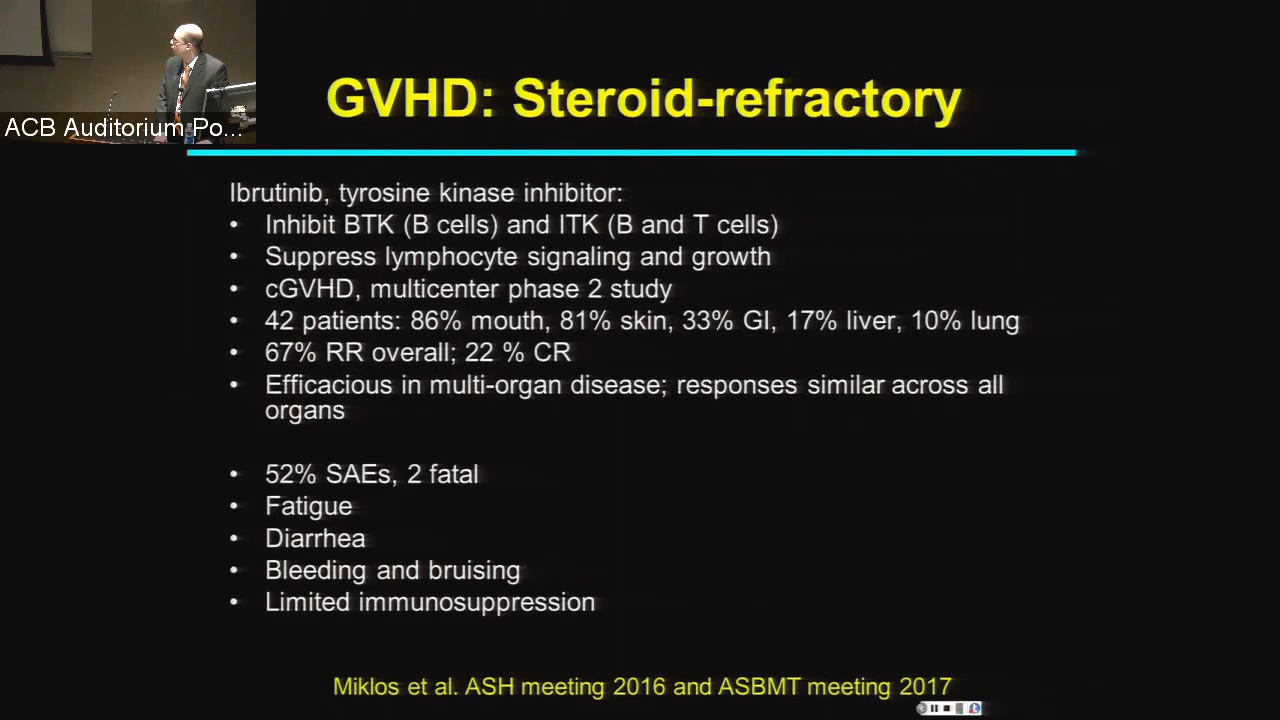 GVHD: Steroid-refractory
ACB Auditorium Po...
Ibrutinib, tyrosine kinase inhibitor:
• Inhibit BTK (B cells) and ITK (B and T cells)
• Suppress lymphocyte signaling and growth
• cGVHD, multicenter phase 2 study
• 42 patients: 86% mouth, 81% skin, 33% GI, 17% liver, 10% lung
• 67% RR overall; 22 % CR
• Efficacious in multi-organ disease; responses similar across all
organs
• 52% SAEs, 2 fatal
• Fatigue
• Diarrhea
• Bleeding and bruising
• Limited immunosuppression
Miklos et al. ASH meeting 2016 and ASBMT meeting 2017